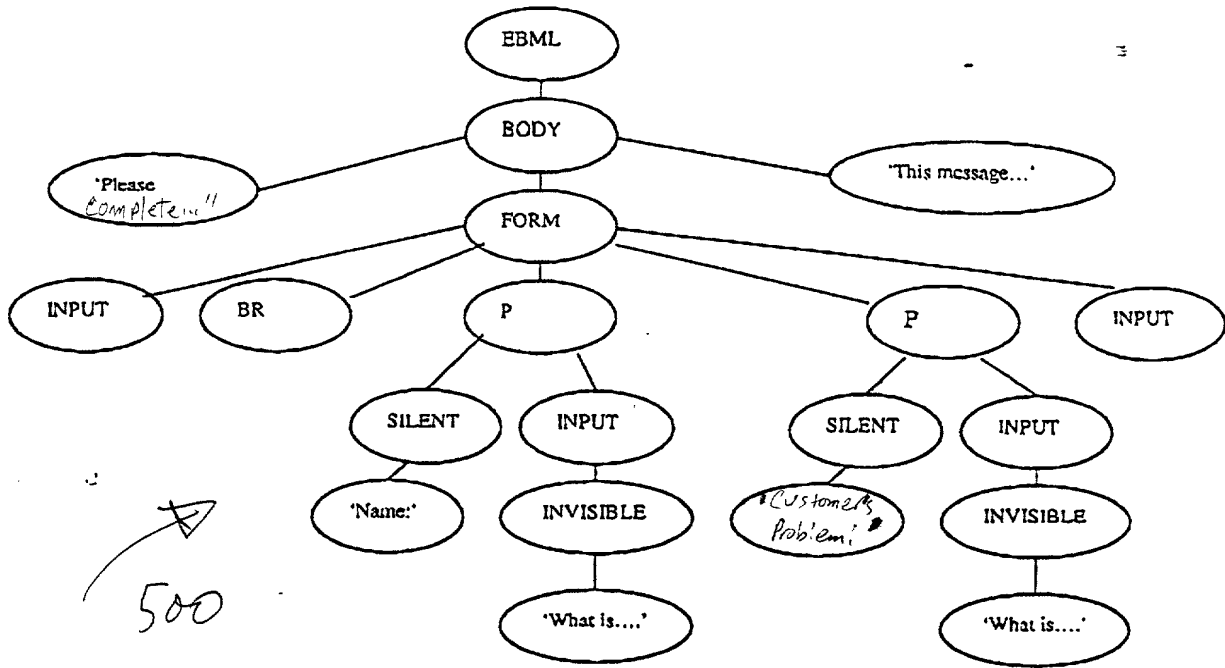 EBML
BODY
'Please
complete..."
'This message...'
FORM
INPUT
BR
P
P
INPUT
SILENT
INPUT
SILENT
INPUT
'Name:'
INVISIBLE
"Customer's
Problem:"
INVISIBLE
500
'What is....'
'What is....'